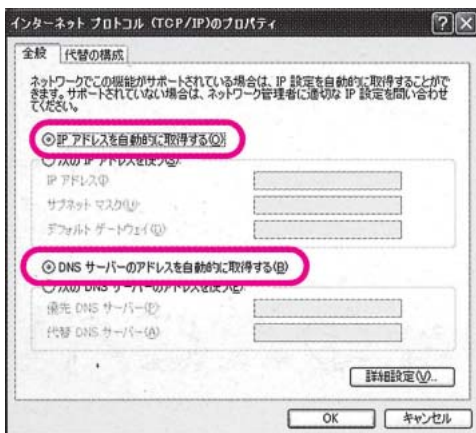 インターネット プロトコル (TCP/IP)のプロパティ
全般
代替の構成
ネットワークでこの機能がサポートされている場合は、IP 設定を自動的に取得することがで
きます。サポートされていない場合は、ネットワーク管理者に適切な IP 設定を問い合わせ
てください。
IP アドレスを自動的に取得する(O)
次の IP アドレスを使う(S):
IP アドレス(I):
サブネット マスク(U):
デフォルト ゲートウェイ(D):
DNS サーバーのアドレスを自動的に取得する(B)
次の DNS サーバーのアドレスを使う(E):
優先 DNS サーバー(P):
代替 DNS サーバー(A):
詳細設定(V)...
OK
キャンセル